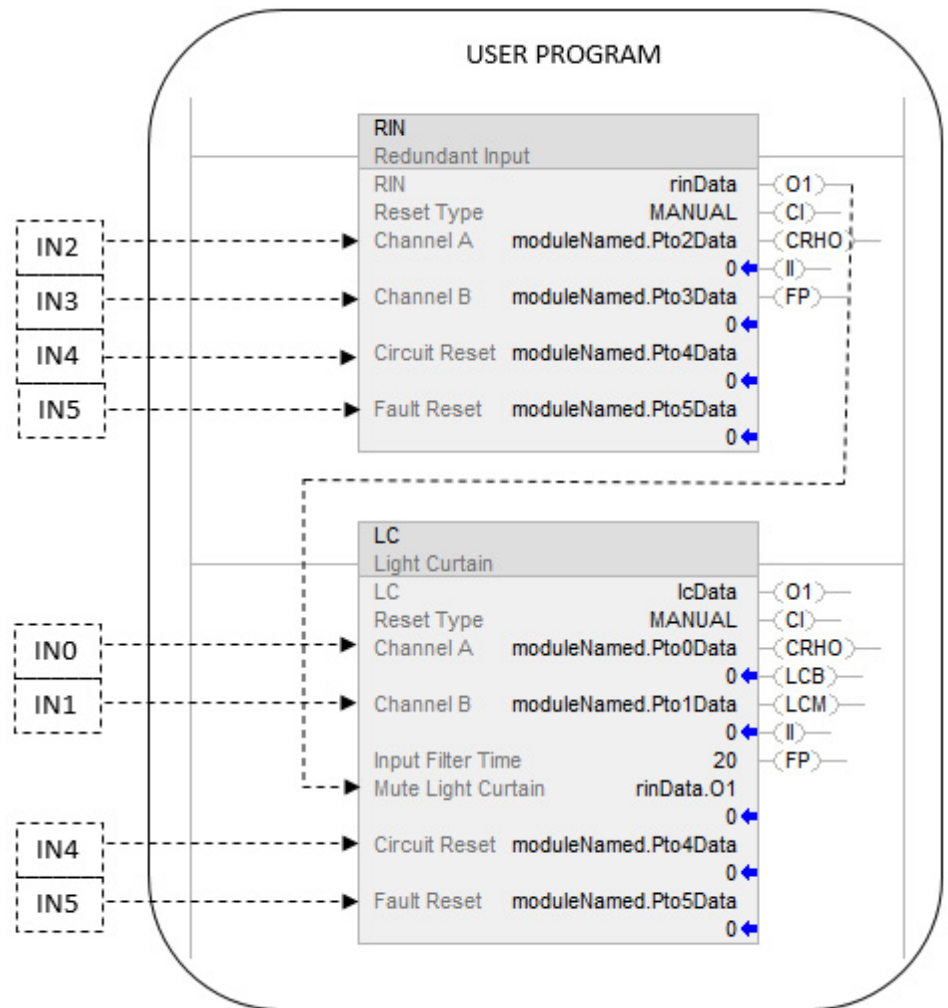 USER PROGRAM
RIN
Redundant Input
RIN rinData O1
Reset Type MANUAL CI
IN2 Channel A moduleNamed.Pto2Data CRHO
0 II
IN3 Channel B moduleNamed.Pto3Data FP
0
IN4 Circuit Reset moduleNamed.Pto4Data
0
IN5 Fault Reset moduleNamed.Pto5Data
0
LC
Light Curtain
LC lcData O1
Reset Type MANUAL CI
IN0 Channel A moduleNamed.Pto0Data CRHO
0 LCB
IN1 Channel B moduleNamed.Pto1Data LCM
0 II
Input Filter Time 20 FP
Mute Light Curtain rinData.O1
0
IN4 Circuit Reset moduleNamed.Pto4Data
0
IN5 Fault Reset moduleNamed.Pto5Data
0